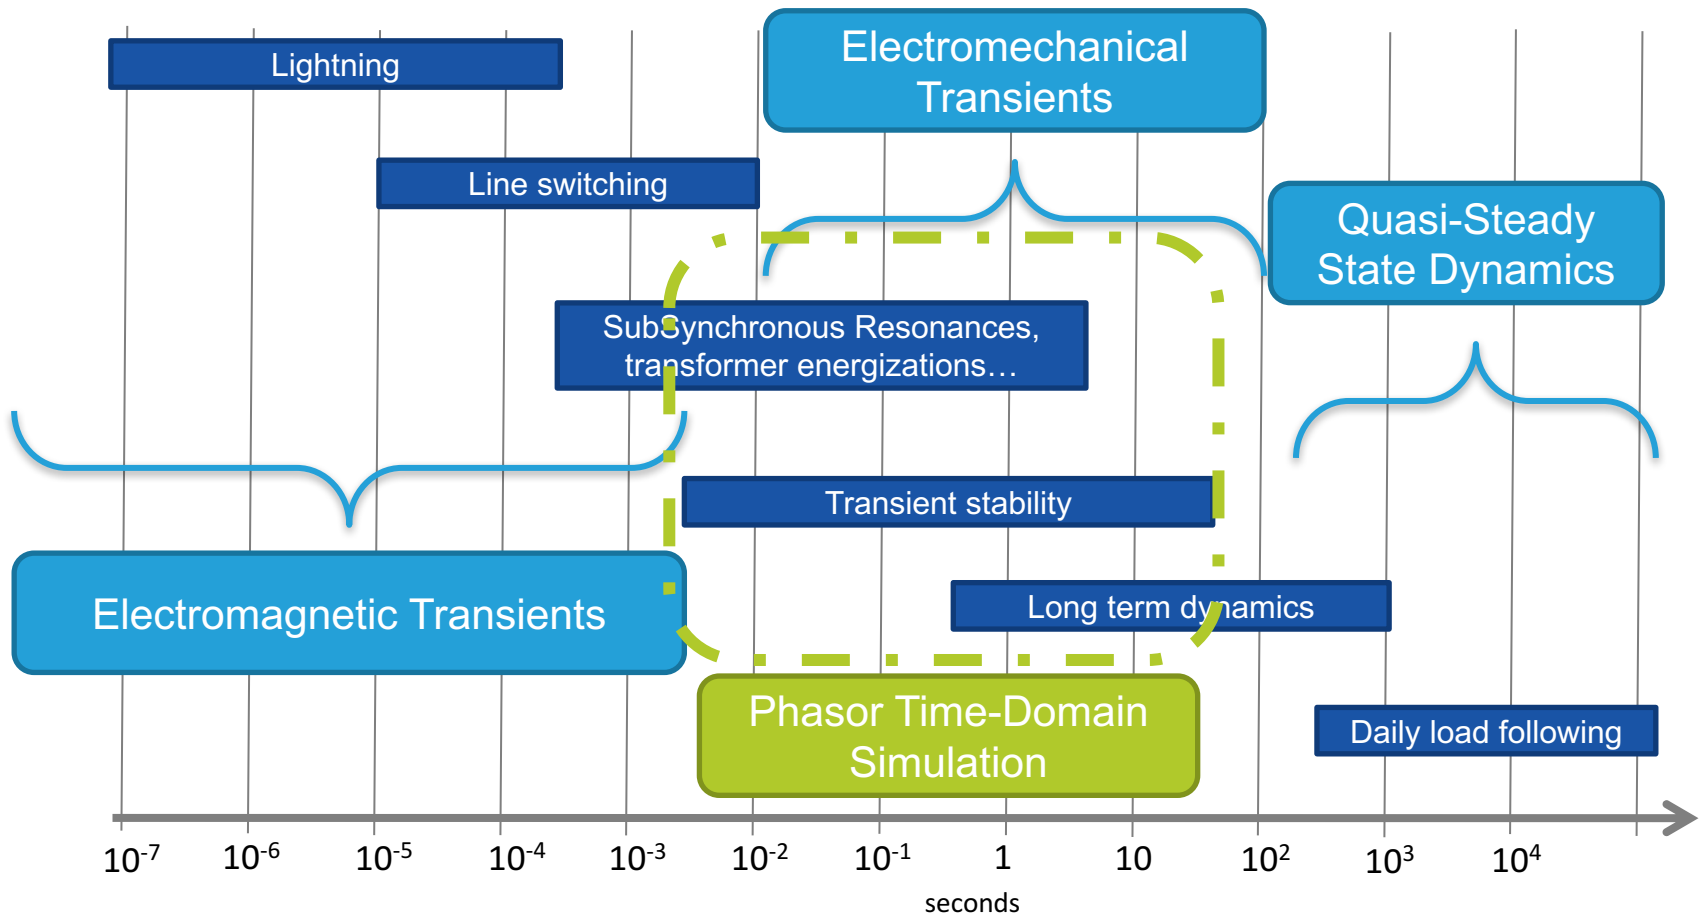 Lightning
Electromechanical
Transients
Line switching
Quasi-Steady
State Dynamics
SubSynchronous Resonances,
transformer energizations…
Transient stability
Electromagnetic Transients
Long term dynamics
Phasor Time-Domain
Simulation
Daily load following
10⁻⁷ 10⁻⁶ 10⁻⁵ 10⁻⁴ 10⁻³ 10⁻² 10⁻¹ 1 10 10² 10³ 10⁴
seconds